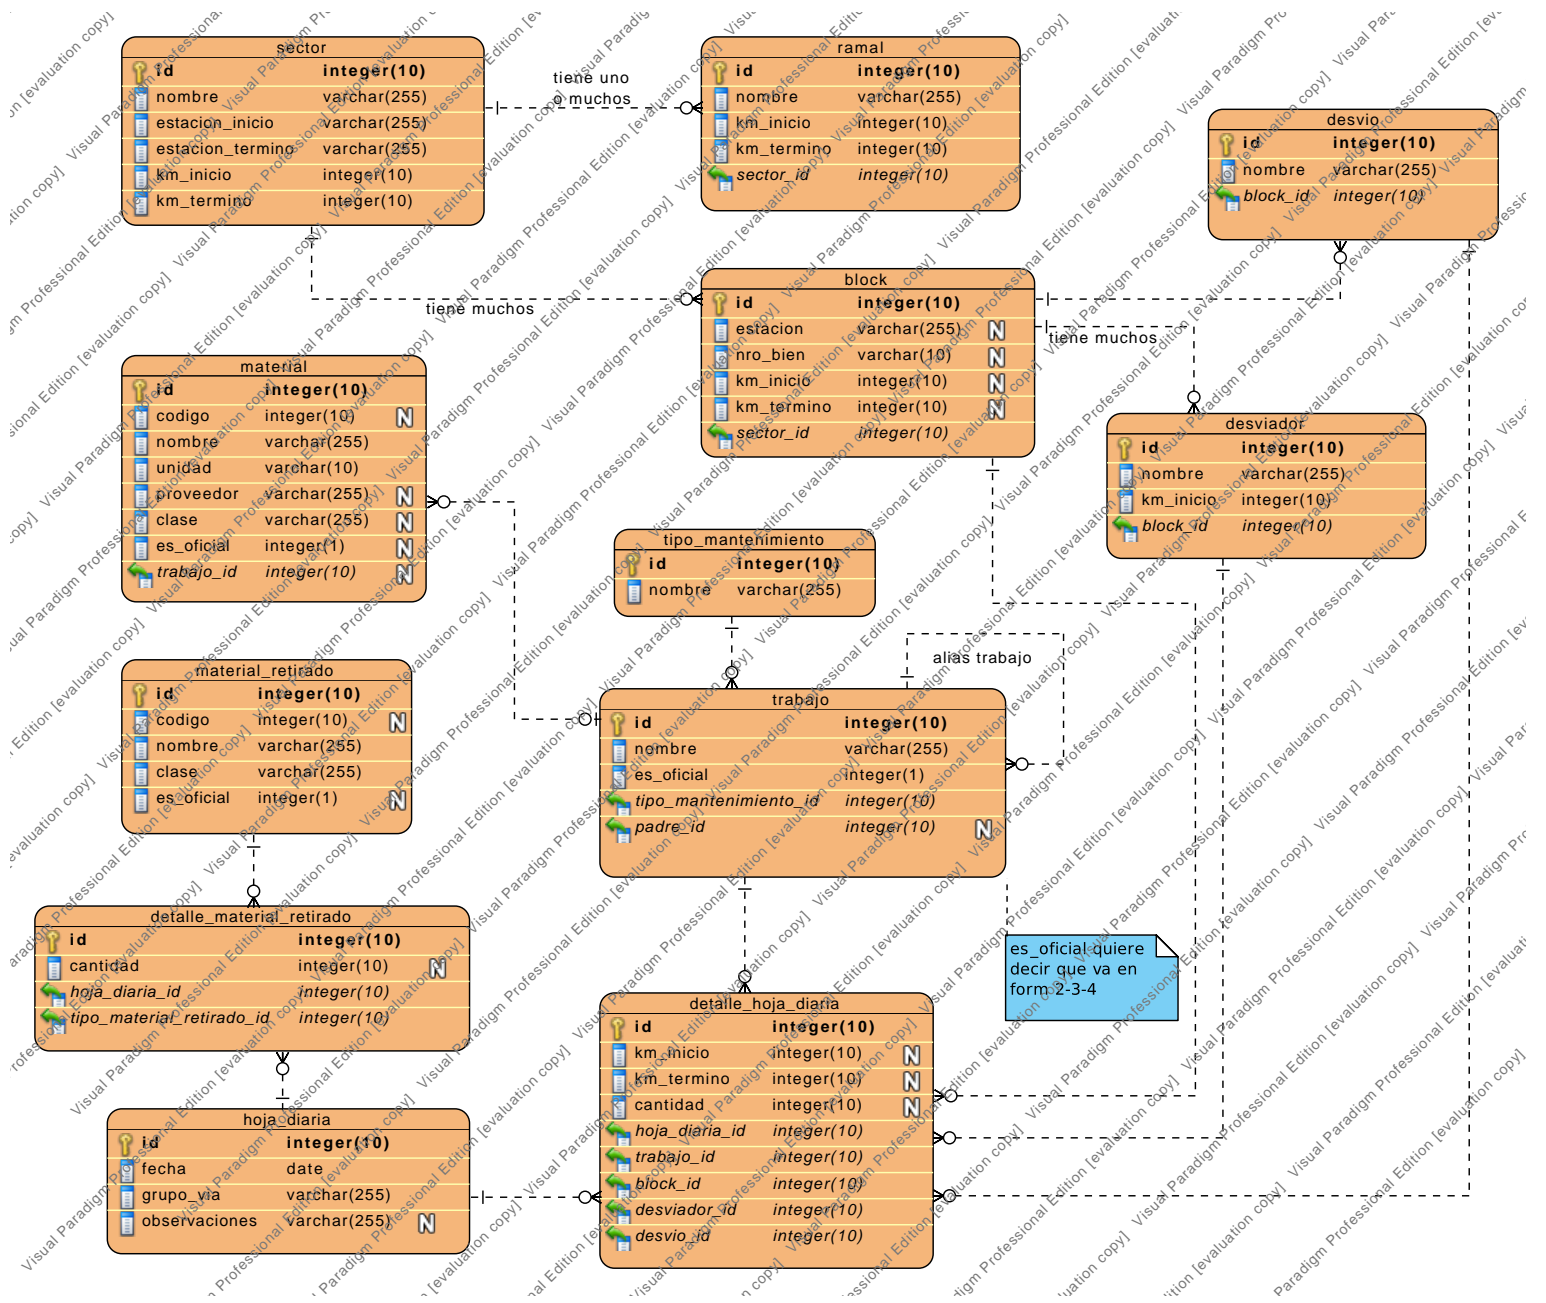 sector
id integer(10)
nombre varchar(255)
estacion_inicio varchar(255)
estacion_termino varchar(255)
km_inicio integer(10)
km_termino integer(10)
tiene uno
o muchos
ramal
id integer(10)
nombre varchar(255)
km_inicio integer(10)
km_termino integer(10)
sector_id integer(10)
desvio
id integer(10)
nombre varchar(255)
block_id integer(10)
tiene muchos
block
id integer(10)
estacion varchar(255) N
nro_bien varchar(10) N
km_inicio integer(10) N
km_termino integer(10) N
sector_id integer(10)
tiene muchos
material
id integer(10)
codigo integer(10) N
nombre varchar(255)
unidad varchar(10)
proveedor varchar(255) N
clase varchar(255) N
es_oficial integer(1) N
trabajo_id integer(10) N
desviador
id integer(10)
nombre varchar(255)
km_inicio integer(10)
block_id integer(10)
tipo_mantenimiento
id integer(10)
nombre varchar(255)
alias trabajo
material_retirado
id integer(10)
codigo integer(10) N
nombre varchar(255)
clase varchar(255)
es_oficial integer(1) N
trabajo
id integer(10)
nombre varchar(255)
es_oficial integer(1)
tipo_mantenimiento_id integer(10)
padre_id integer(10) N
detalle_material_retirado
id integer(10)
cantidad integer(10) N
hoja_diaria_id integer(10)
tipo_material_retirado_id integer(10)
es_oficial quiere
decir que va en
form 2-3-4
detalle_hoja_diaria
id integer(10)
km_inicio integer(10) N
km_termino integer(10) N
cantidad integer(10) N
hoja_diaria_id integer(10)
trabajo_id integer(10)
block_id integer(10)
desviador_id integer(10)
desvio_id integer(10)
hoja_diaria
id integer(10)
fecha date
grupo_via varchar(255)
observaciones varchar(255) N
Visual Paradigm Professional Edition [evaluation copy]